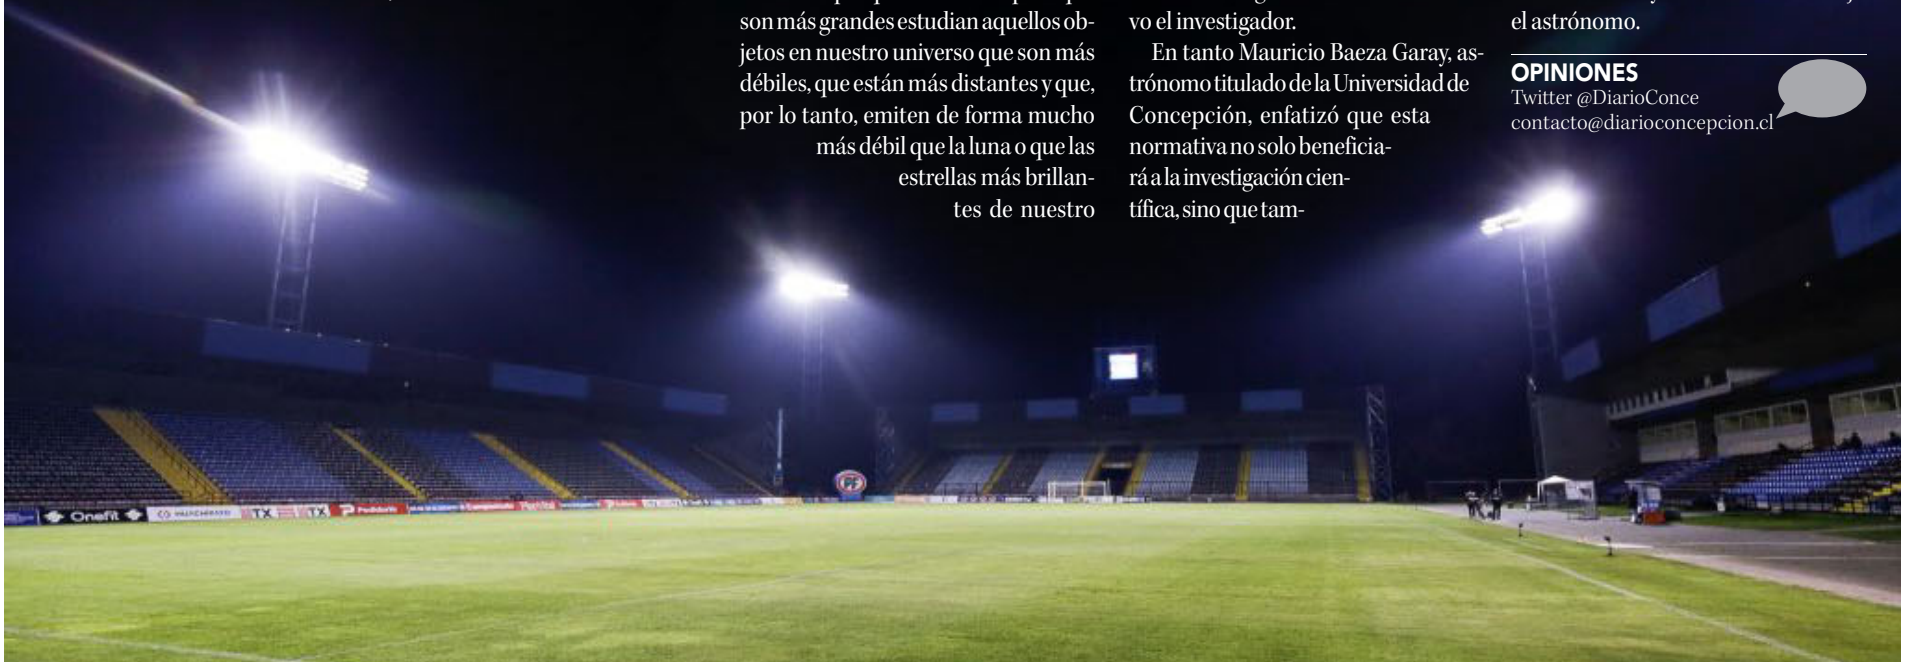 son más grandes estudian aquellos ob-
jetos en nuestro universo que son más
débiles, que están más distantes y que,
por lo tanto, emiten de forma mucho
más débil que la luna o que las
estrellas más brillan-
tes de nuestro
vo el investigador.
En tanto Mauricio Baeza Garay, as-
trónomo titulado de la Universidad de
Concepción, enfatizó que esta
normativa no solo beneficia-
rá a la investigación cien-
tífica, sino que tam-
el astrónomo.
OPINIONES
Twitter @DiarioConce
contacto@diarioconcepcion.cl
Onefit
TX
TX